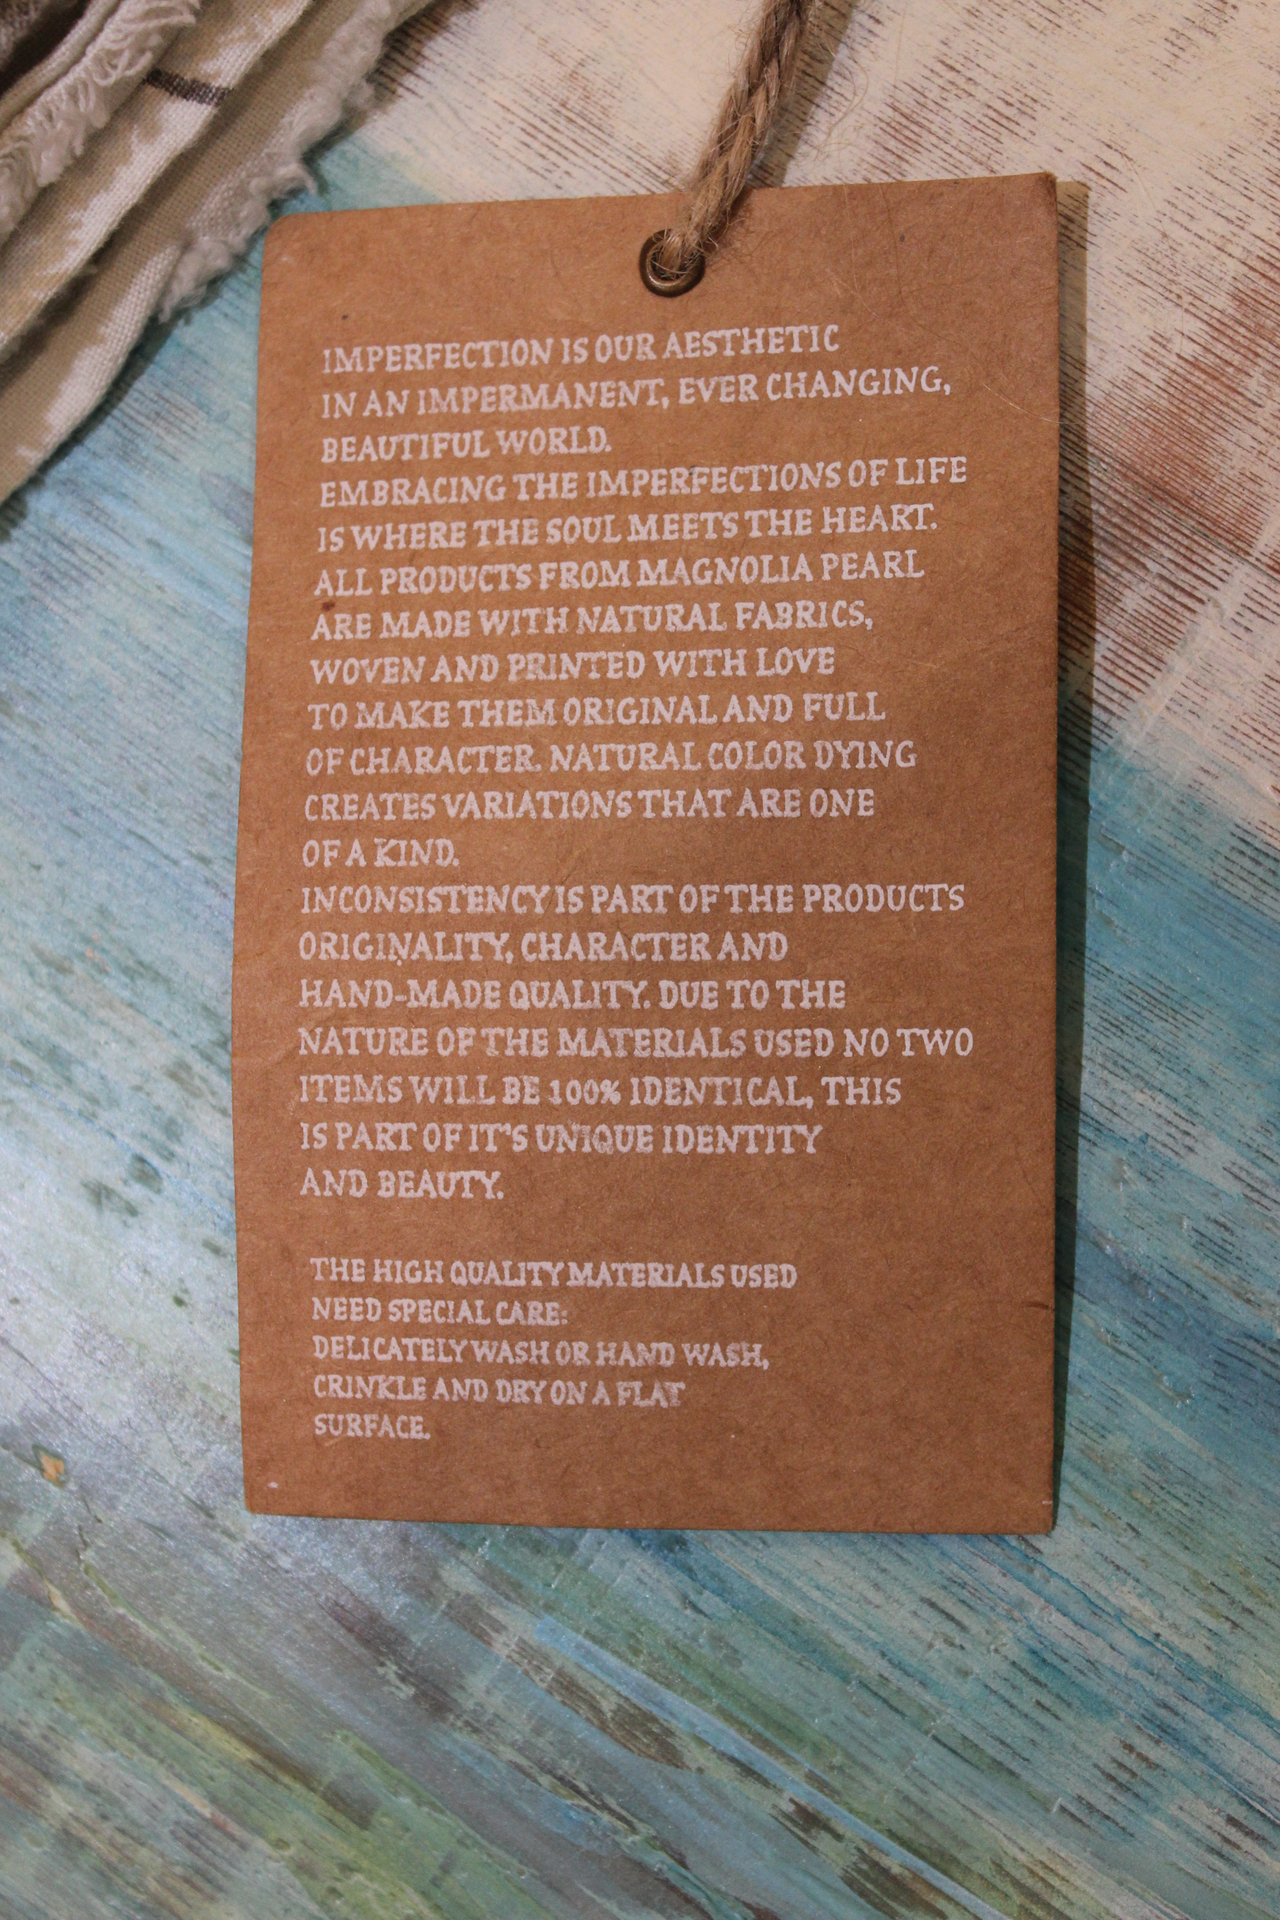 IMPERFECTION IS OUR AESTHETIC
IN AN IMPERMANENT, EVER CHANGING,
BEAUTIFUL WORLD.
EMBRACING THE IMPERFECTIONS OF LIFE
IS WHERE THE SOUL MEETS THE HEART.
ALL PRODUCTS FROM MAGNOLIA PEARL
ARE MADE WITH NATURAL FABRICS,
WOVEN AND PRINTED WITH LOVE
TO MAKE THEM ORIGINAL AND FULL
OF CHARACTER. NATURAL COLOR DYING
CREATES VARIATIONS THAT ARE ONE
OF A KIND.
INCONSISTENCY IS PART OF THE PRODUCTS
ORIGINALITY, CHARACTER AND
HAND-MADE QUALITY. DUE TO THE
NATURE OF THE MATERIALS USED NO TWO
ITEMS WILL BE 100% IDENTICAL, THIS
IS PART OF IT'S UNIQUE IDENTITY
AND BEAUTY.
THE HIGH QUALITY MATERIALS USED
NEED SPECIAL CARE:
DELICATELY WASH OR HAND WASH,
CRINKLE AND DRY ON A FLAT
SURFACE.